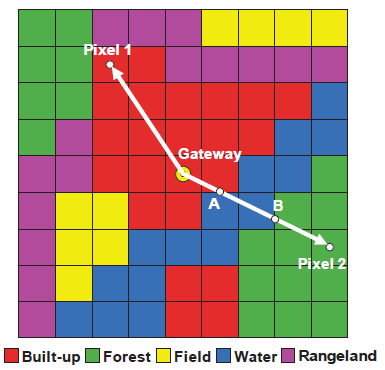 Pixel 1
Gateway
A
B
Pixel 2
Built-up Forest Field Water Rangeland